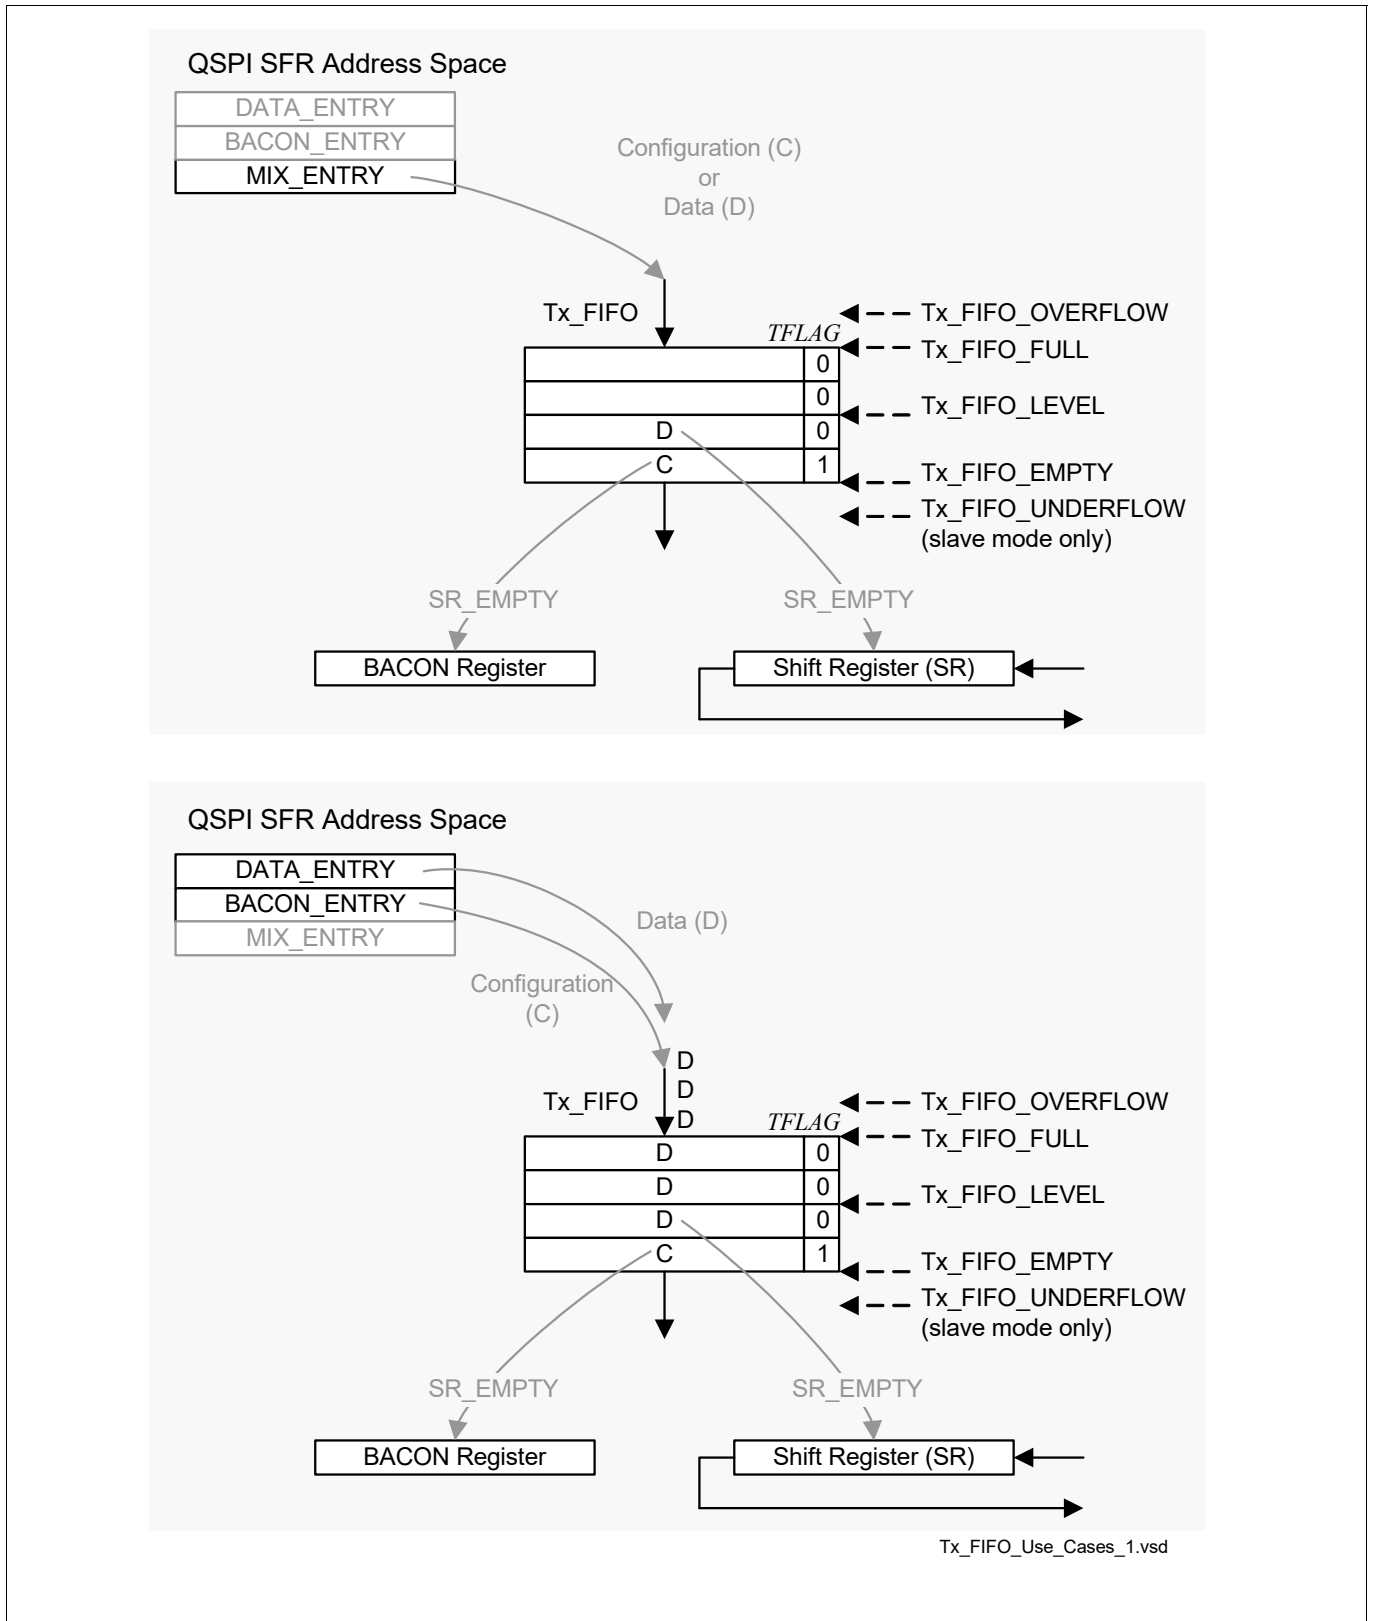 QSPI SFR Address Space
DATA_ENTRY
BACON_ENTRY
MIX_ENTRY
Configuration (C)
or
Data (D)
Tx_FIFO
TFLAG
Tx_FIFO_OVERFLOW
Tx_FIFO_FULL
0
0
Tx_FIFO_LEVEL
D 0
C 1
Tx_FIFO_EMPTY
Tx_FIFO_UNDERFLOW
(slave mode only)
SR_EMPTY
SR_EMPTY
BACON Register
Shift Register (SR)
QSPI SFR Address Space
DATA_ENTRY
BACON_ENTRY
MIX_ENTRY
Data (D)
Configuration
(C)
D
D
D
Tx_FIFO
TFLAG
Tx_FIFO_OVERFLOW
Tx_FIFO_FULL
D 0
D 0
Tx_FIFO_LEVEL
D 0
C 1
Tx_FIFO_EMPTY
Tx_FIFO_UNDERFLOW
(slave mode only)
SR_EMPTY
SR_EMPTY
BACON Register
Shift Register (SR)
Tx_FIFO_Use_Cases_1.vsd